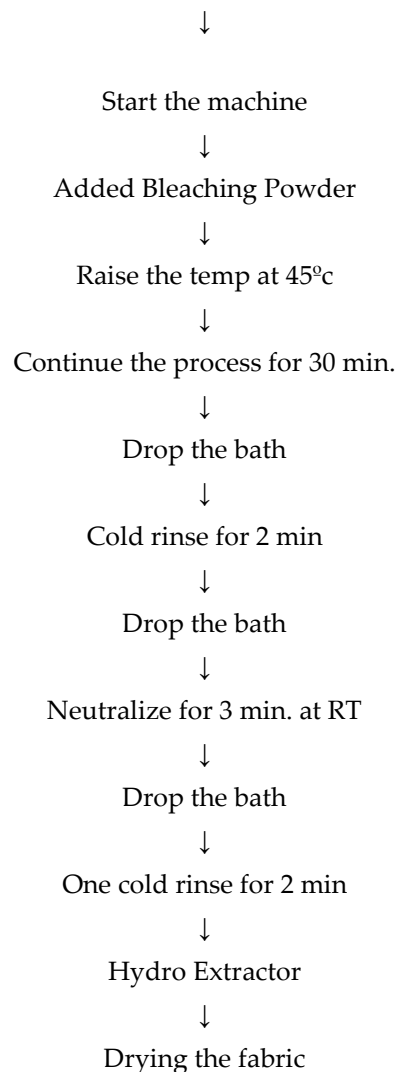 ↓
Start the machine
↓
Added Bleaching Powder
↓
Raise the temp at 45ºc
↓
Continue the process for 30 min.
↓
Drop the bath
↓
Cold rinse for 2 min
↓
Drop the bath
↓
Neutralize for 3 min. at RT
↓
Drop the bath
↓
One cold rinse for 2 min
↓
Hydro Extractor
↓
Drying the fabric